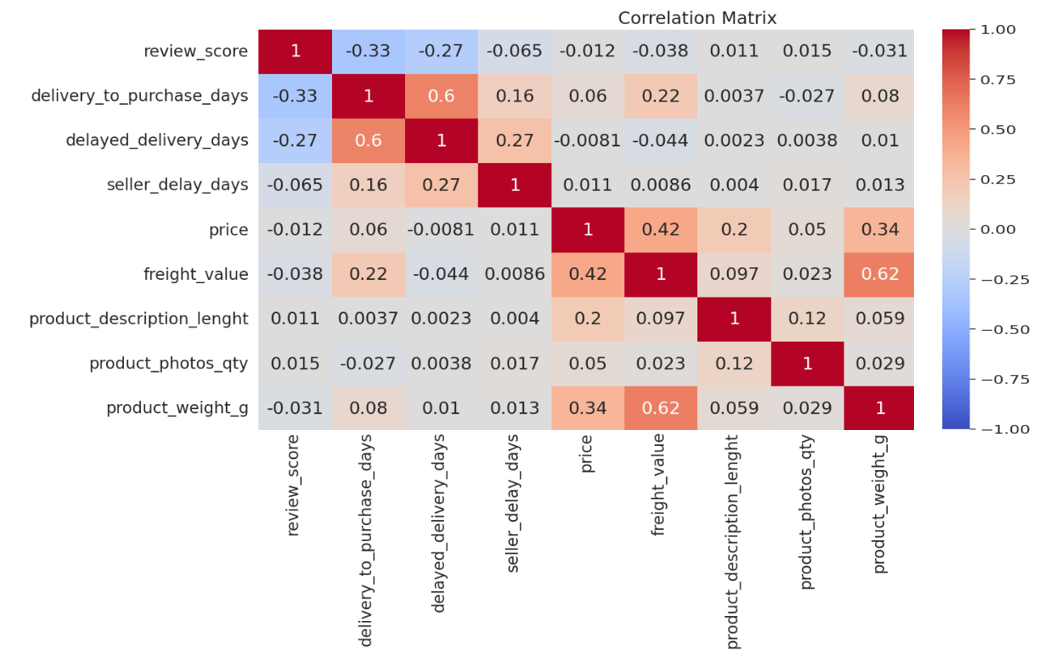 Correlation Matrix
review_score 1 -0.33 -0.27 -0.065 -0.012 -0.038 0.011 0.015 -0.031
delivery_to_purchase_days -0.33 1 0.6 0.16 0.06 0.22 0.0037 -0.027 0.08
delayed_delivery_days -0.27 0.6 1 0.27 -0.0081 -0.044 0.0023 0.0038 0.01
seller_delay_days -0.065 0.16 0.27 1 0.011 0.0086 0.004 0.017 0.013
price -0.012 0.06 -0.0081 0.011 1 0.42 0.2 0.05 0.34
freight_value -0.038 0.22 -0.044 0.0086 0.42 1 0.097 0.023 0.62
product_description_lenght 0.011 0.0037 0.0023 0.004 0.2 0.097 1 0.12 0.059
product_photos_qty 0.015 -0.027 0.0038 0.017 0.05 0.023 0.12 1 0.029
product_weight_g -0.031 0.08 0.01 0.013 0.34 0.62 0.059 0.029 1
review_score
delivery_to_purchase_days
delayed_delivery_days
seller_delay_days
price
freight_value
product_description_lenght
product_photos_qty
product_weight_g
1.00
0.75
0.50
0.25
0.00
−0.25
−0.50
−0.75
−1.00